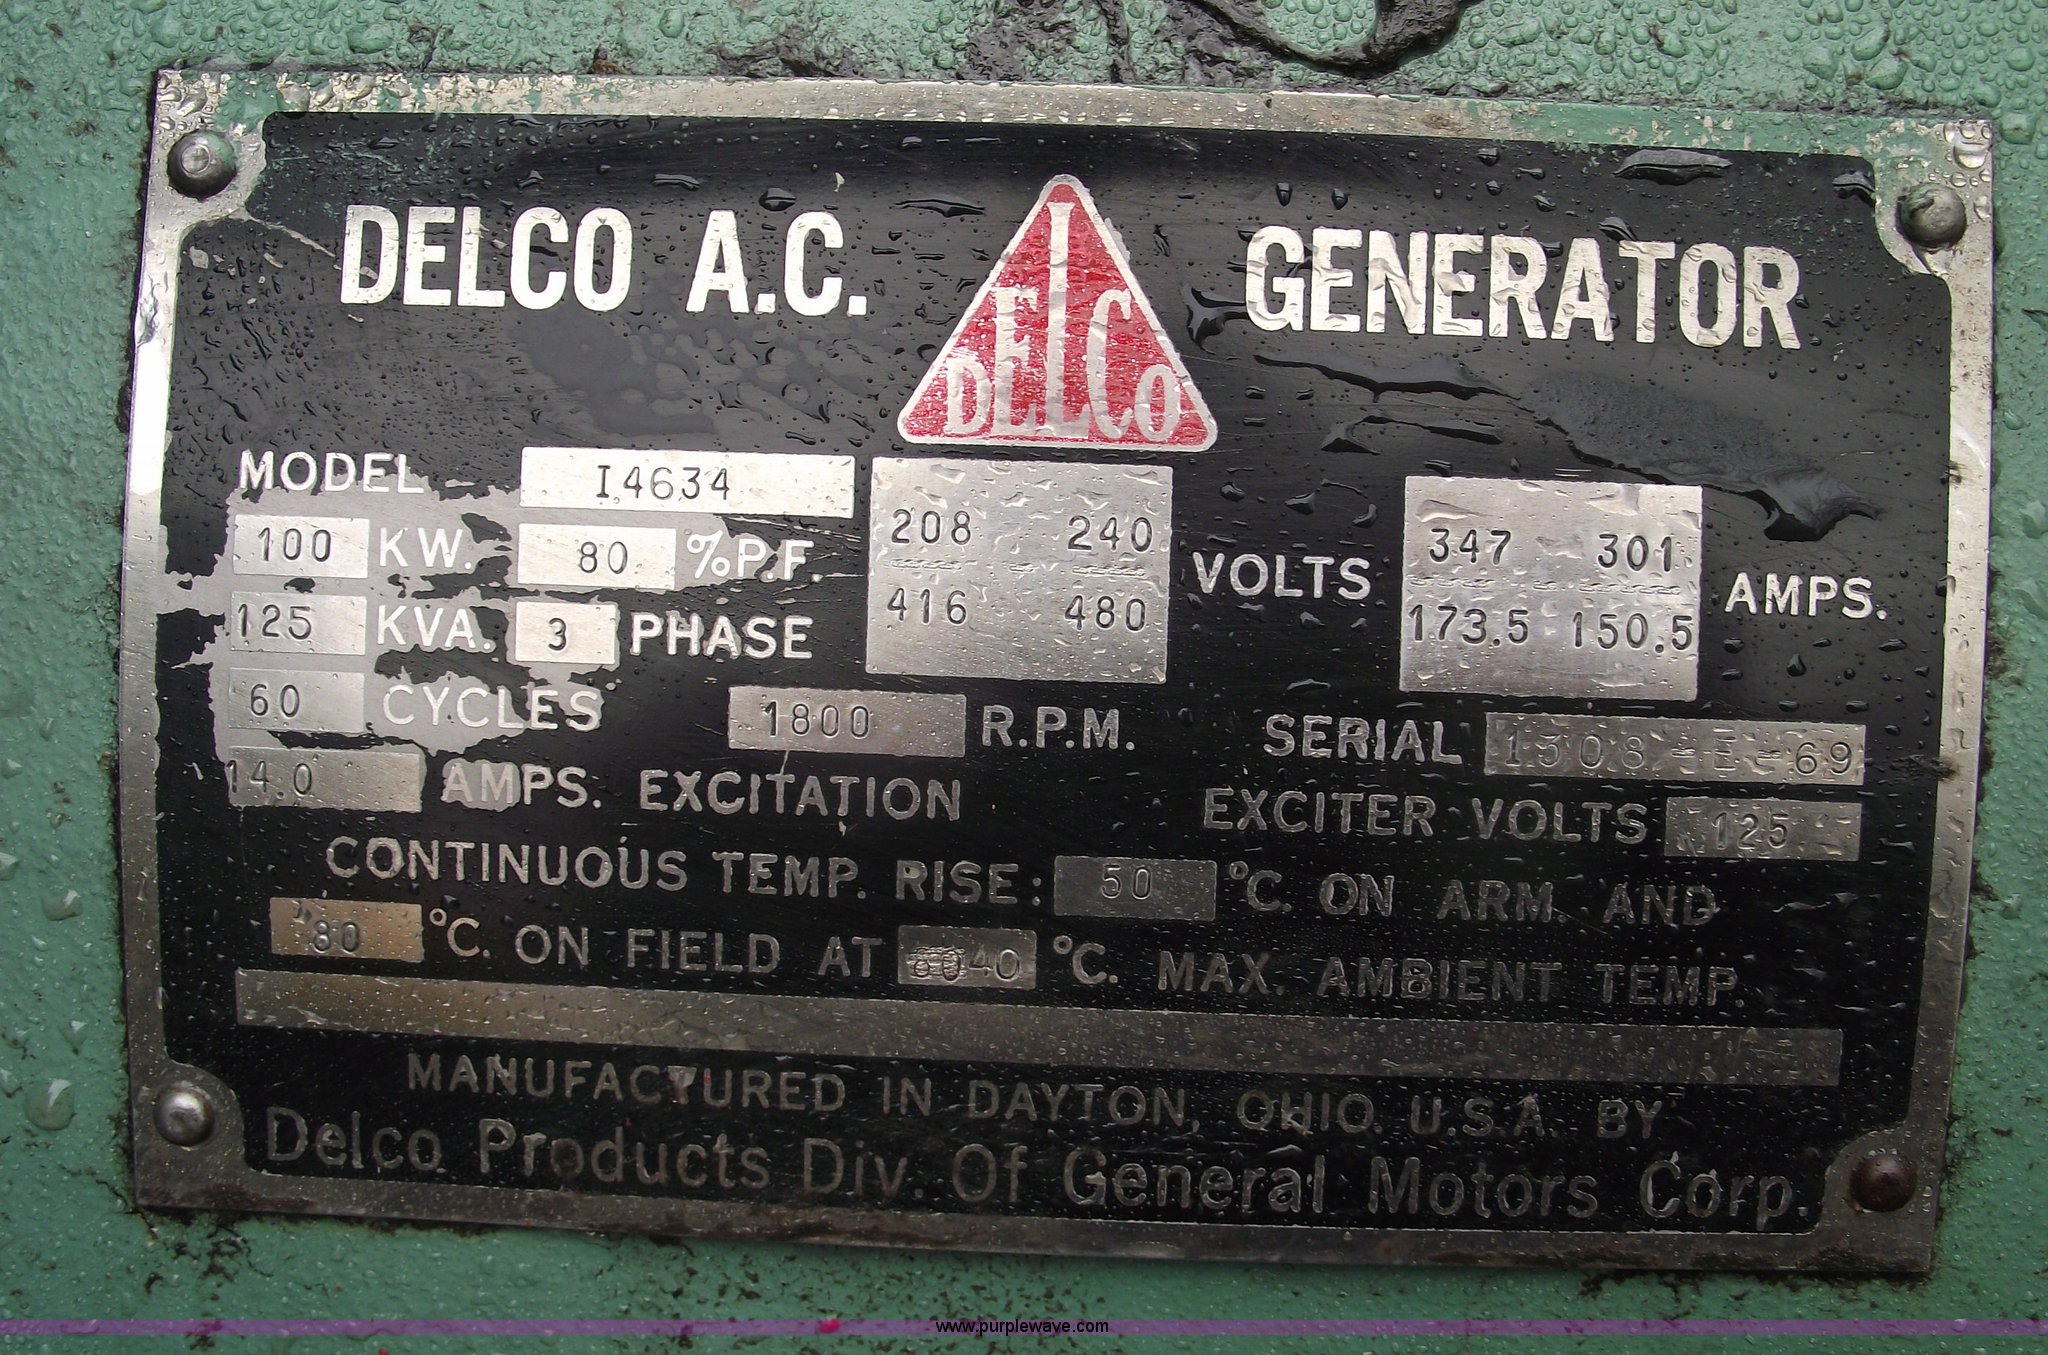 DELCO A.C. DELCO GENERATOR
MODEL I4634
100 KW. 80 % P.F.
125 KVA. 3 PHASE
208 240
416 480
VOLTS
347 301
173.5 150.5
AMPS.
60 CYCLES 1800 R.P.M. SERIAL 1308-E-69
14.0 AMPS. EXCITATION EXCITER VOLTS 125
CONTINUOUS TEMP. RISE: 50 °C. ON ARM. AND
80 °C. ON FIELD AT 40 °C. MAX. AMBIENT TEMP.
MANUFACTURED IN DAYTON, OHIO. U.S.A. BY
Delco Products Div. Of General Motors Corp.
www.purplewave.com